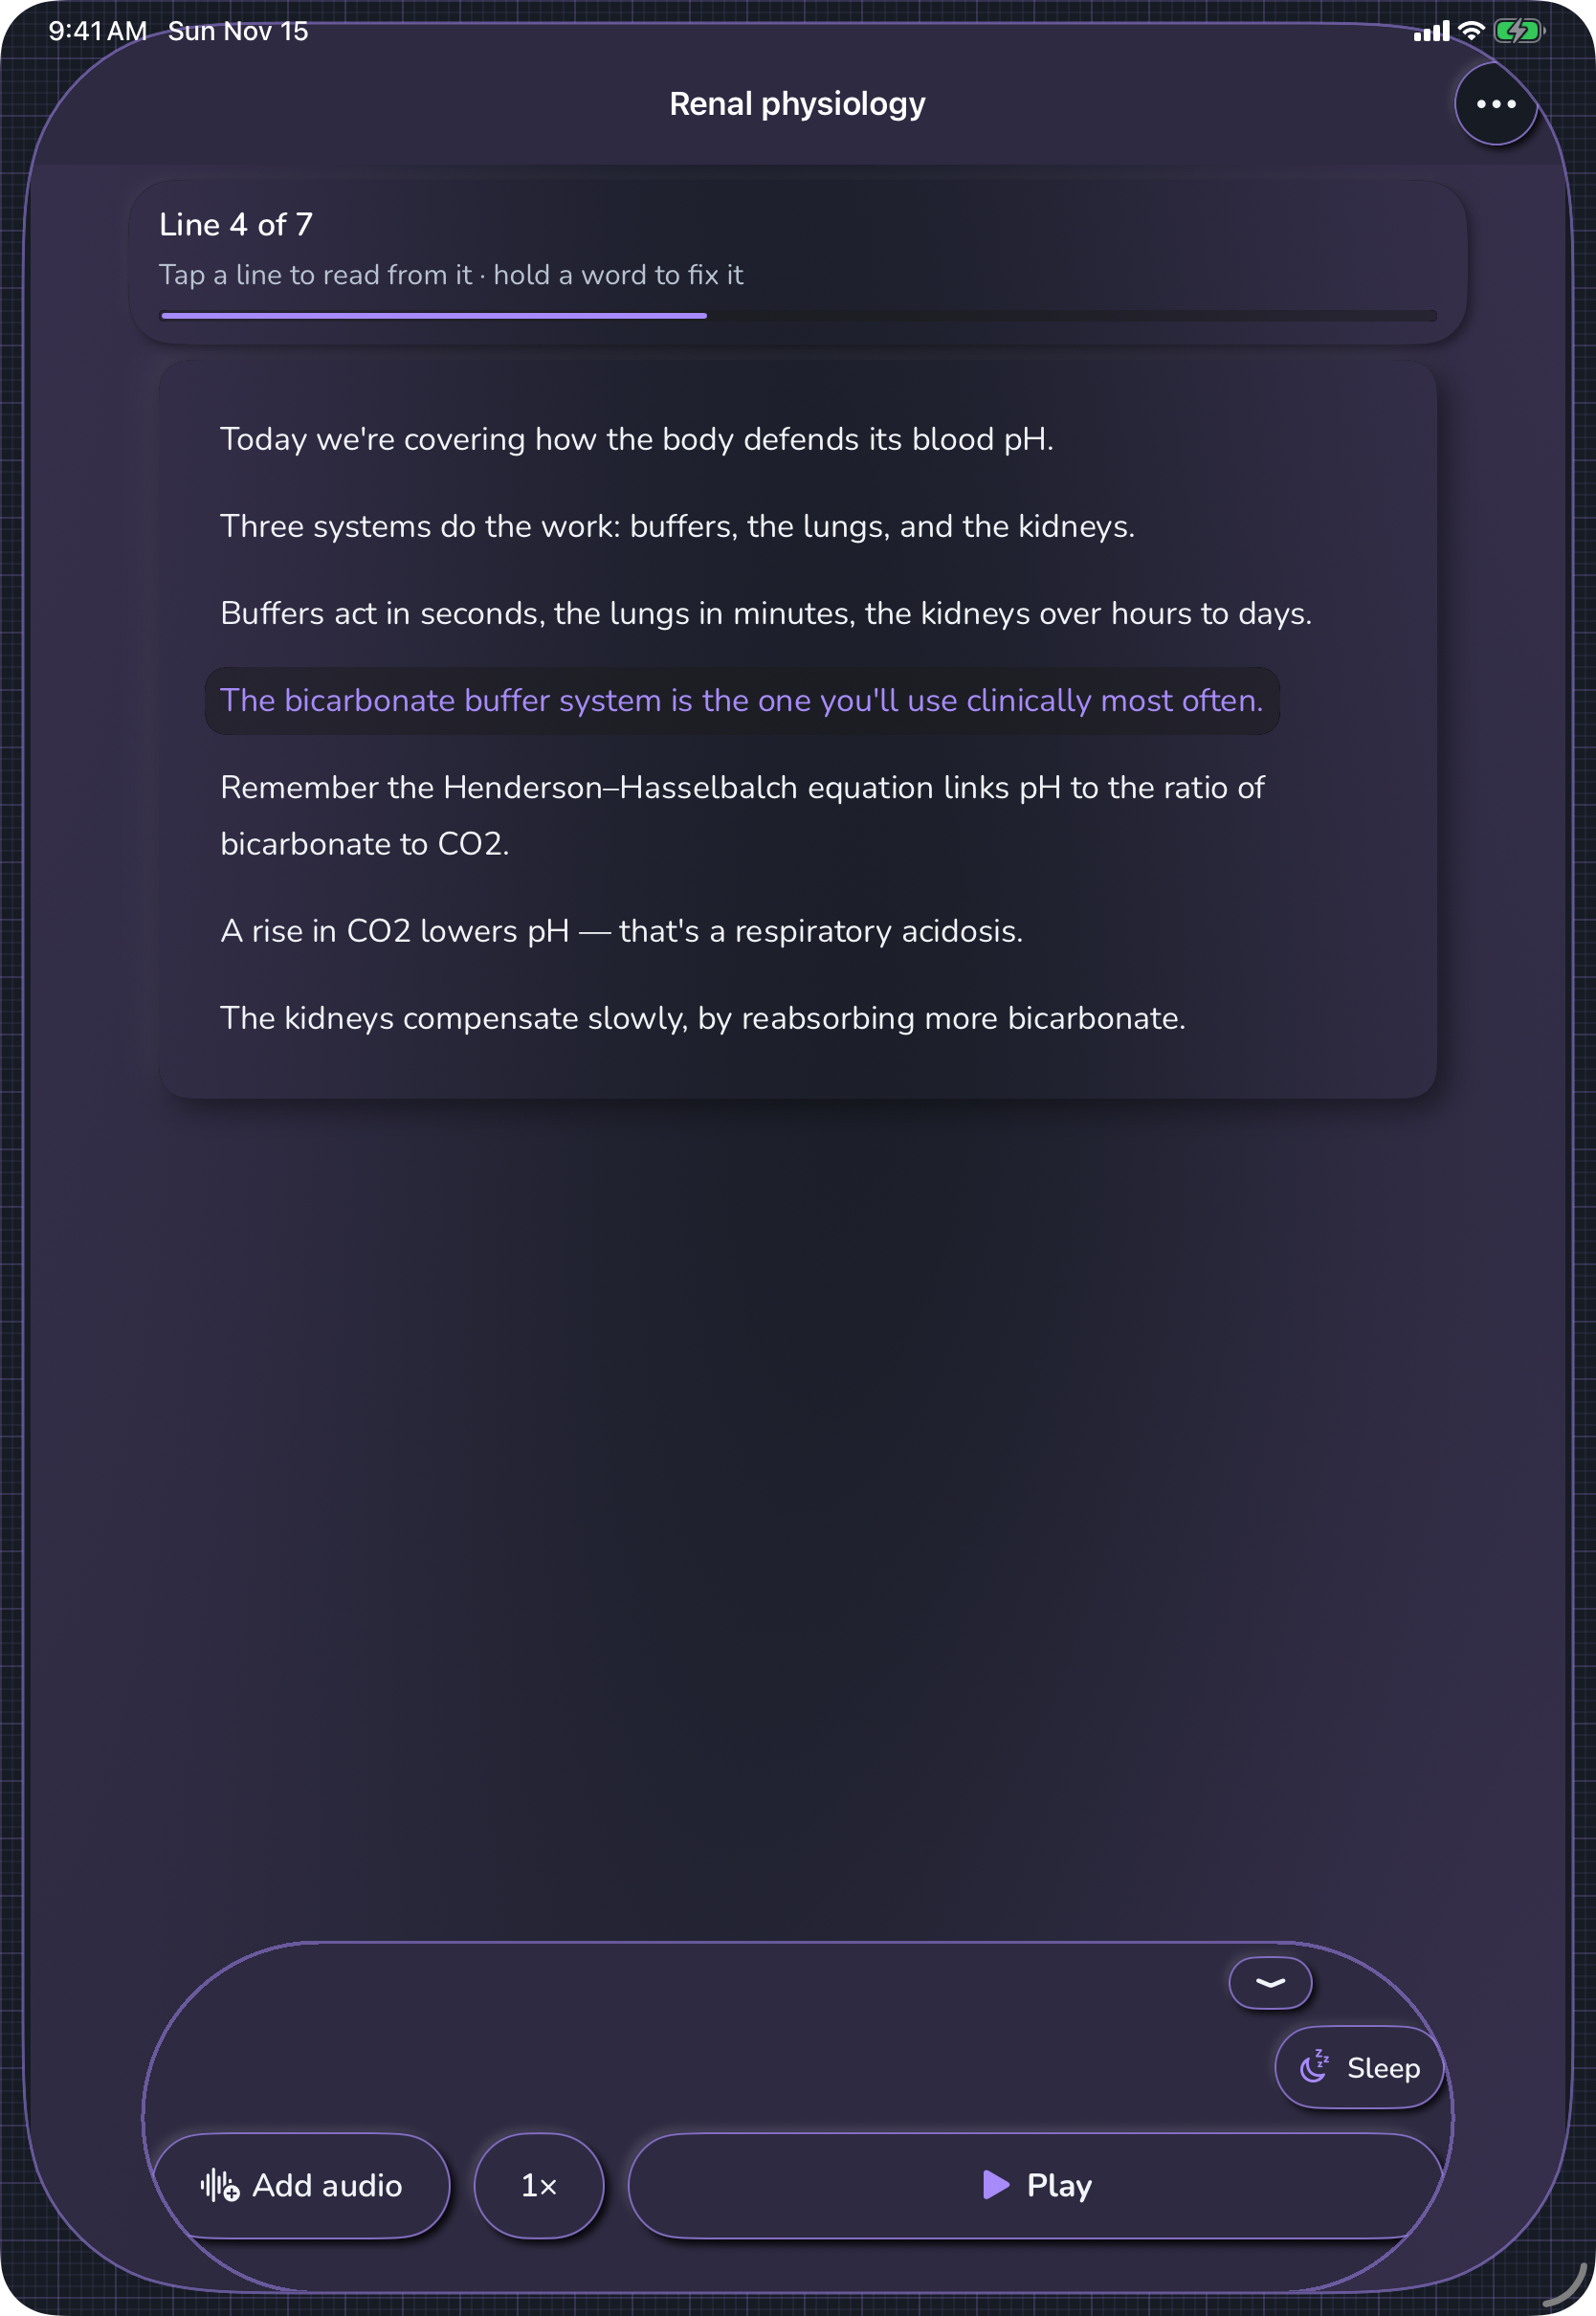 9:41 AM Sun Nov 15
Renal physiology
Line 4 of 7
Tap a line to read from it · hold a word to fix it
Today we're covering how the body defends its blood pH.
Three systems do the work: buffers, the lungs, and the kidneys.
Buffers act in seconds, the lungs in minutes, the kidneys over hours to days.
The bicarbonate buffer system is the one you'll use clinically most often.
Remember the Henderson–Hasselbalch equation links pH to the ratio of
bicarbonate to CO2.
A rise in CO2 lowers pH — that's a respiratory acidosis.
The kidneys compensate slowly, by reabsorbing more bicarbonate.
Sleep
Add audio
1×
Play